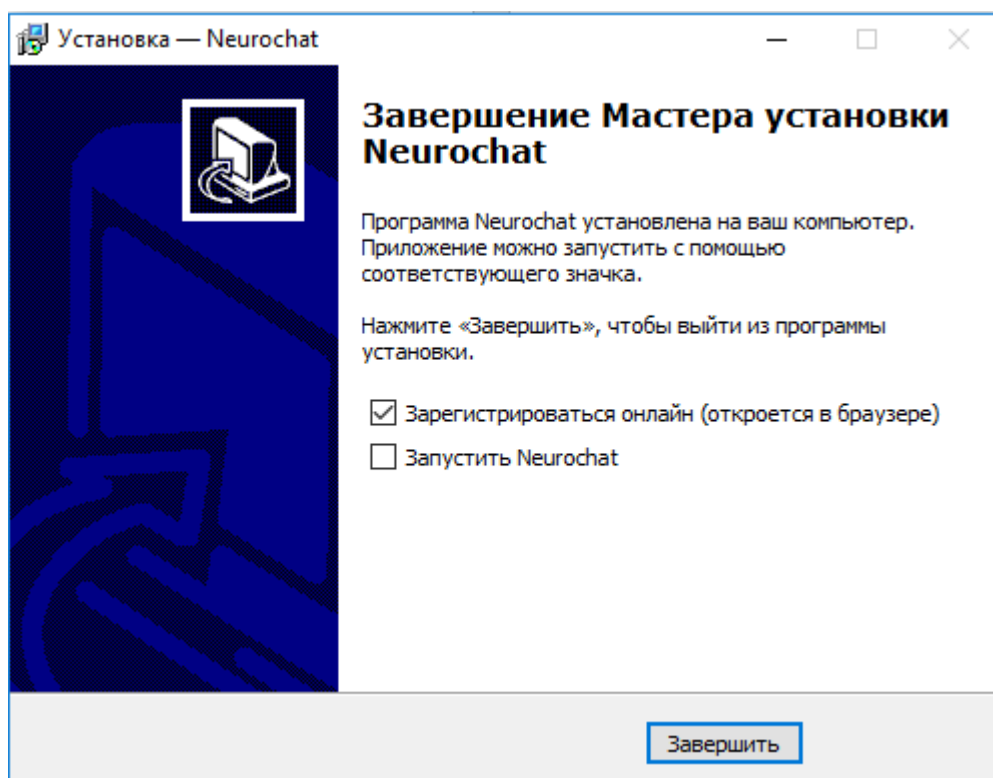 Установка — Neurochat
Завершение Мастера установки
Neurochat
Программа Neurochat установлена на ваш компьютер.
Приложение можно запустить с помощью
соответствующего значка.
Нажмите «Завершить», чтобы выйти из программы
установки.
Зарегистрироваться онлайн (откроется в браузере)
Запустить Neurochat
Завершить